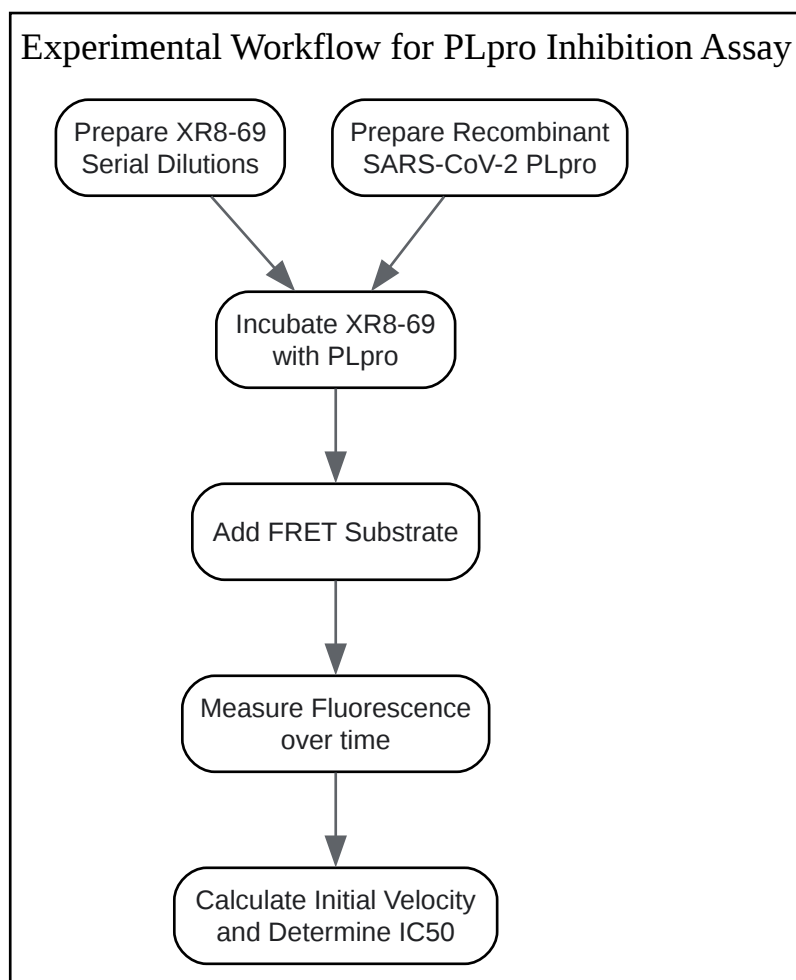 Experimental Workflow for PLpro Inhibition Assay
Prepare XR8-69
Serial Dilutions
Prepare Recombinant
SARS-CoV-2 PLpro
Incubate XR8-69
with PLpro
Add FRET Substrate
Measure Fluorescence
over time
Calculate Initial Velocity
and Determine IC50